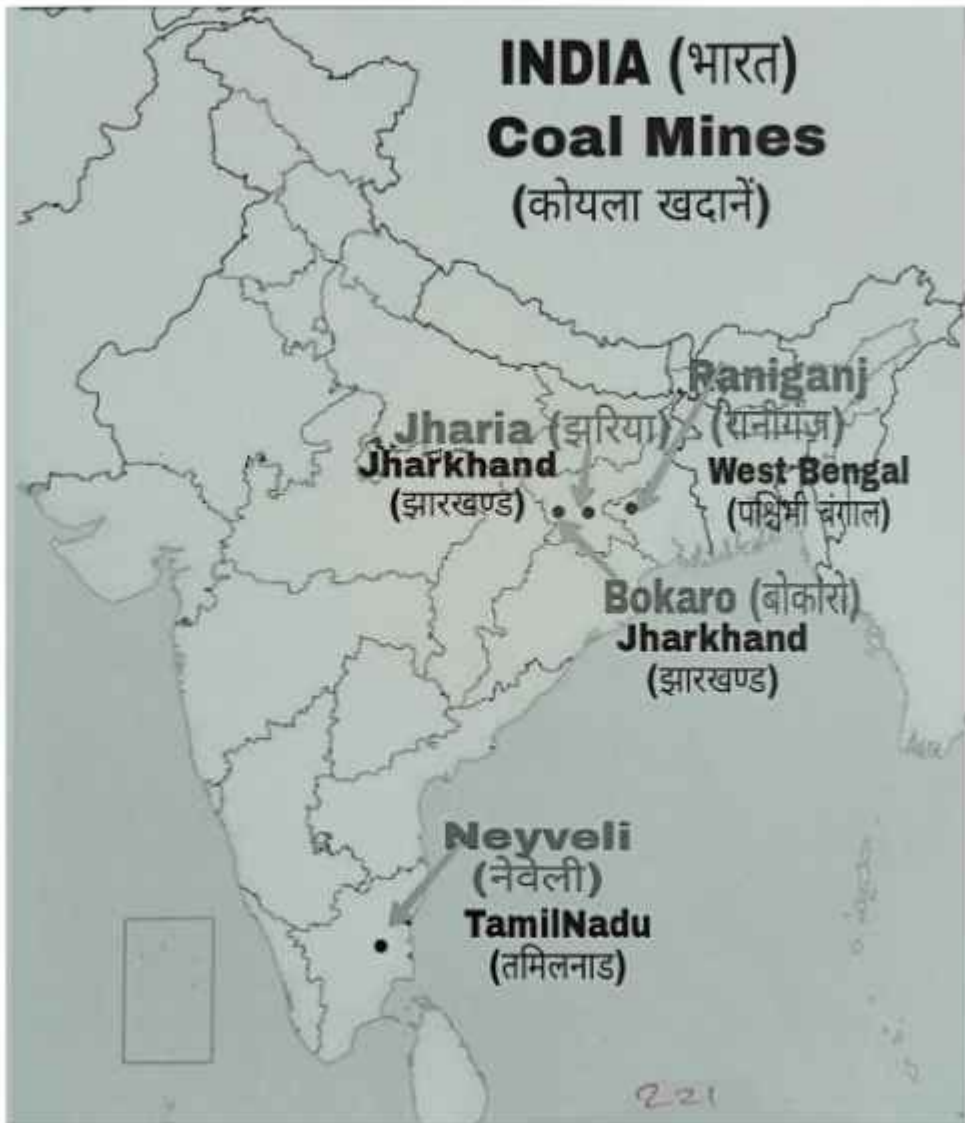 INDIA (भारत)
Coal Mines
(कोयला खदानें)
Raniganj
(रानीगंज)
West Bengal
(पश्चिमी बंगाल)
Jharia (झरिया)
Jharkhand
(झारखण्ड)
Bokaro (बोकारो)
Jharkhand
(झारखण्ड)
Neyveli
(नेवेली)
TamilNadu
(तमिलनाड)
221